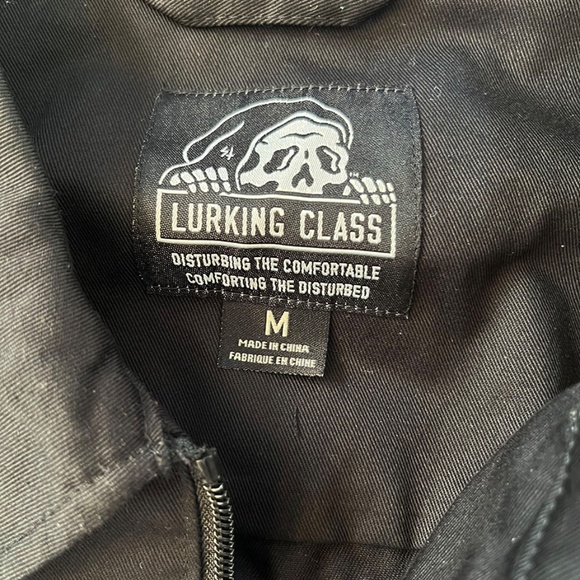 LURKING CLASS
DISTURBING THE COMFORTABLE
COMFORTING THE DISTURBED
M
MADE IN CHINA
FABRIQUE EN CHINE